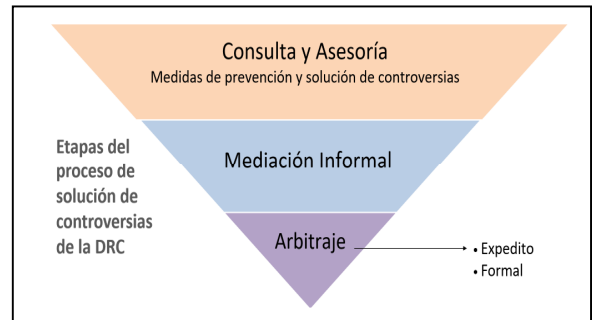 Consulta y Asesoría
Medidas de prevención y solución de controversias
Etapas del
proceso de
solución de
controversias
de la DRC
Mediación Informal
Arbitraje
• Expedito
• Formal